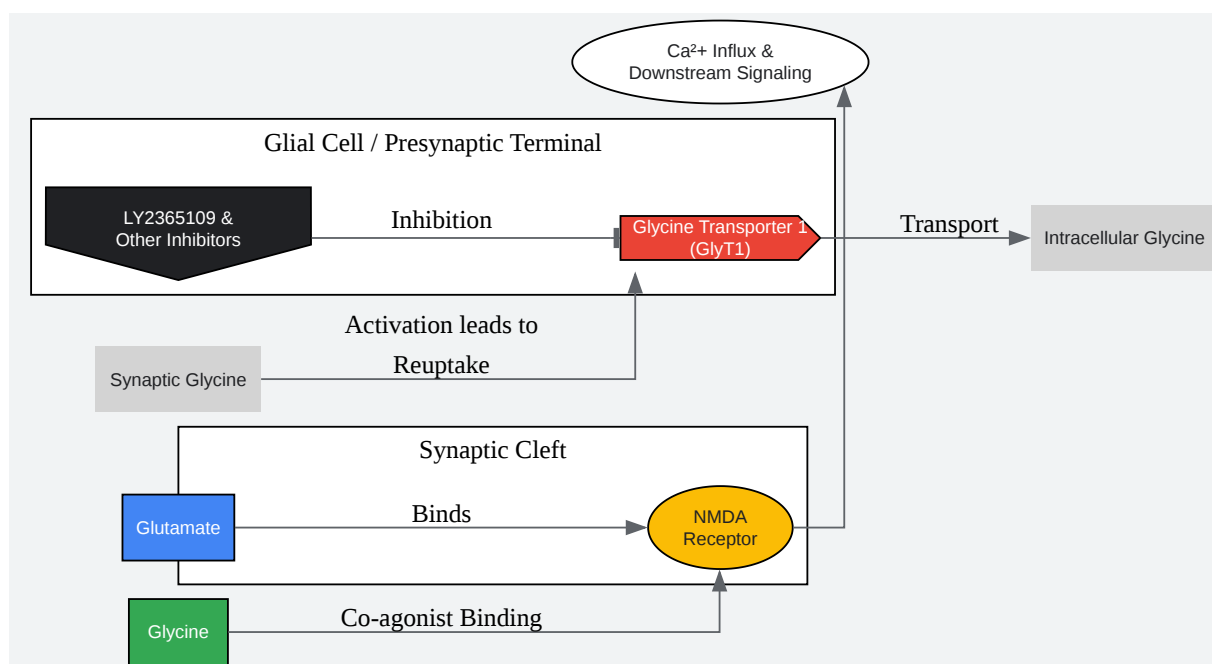 Ca²+ Influx &
Downstream Signaling
Glial Cell / Presynaptic Terminal
LY2365109 &
Other Inhibitors
Inhibition
Glycine Transporter 1
(GlyT1)
Transport
Intracellular Glycine
Activation leads to
Reuptake
Synaptic Glycine
Synaptic Cleft
Glutamate
Binds
NMDA
Receptor
Co-agonist Binding
Glycine